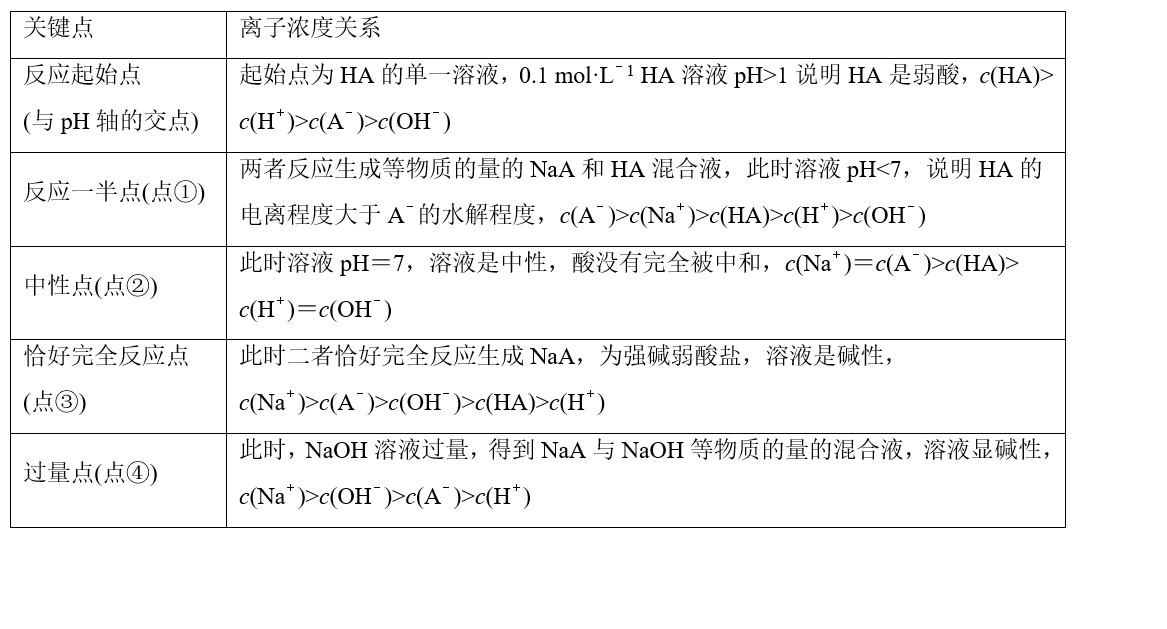 关键点
离子浓度关系
反应起始点
(与 pH 轴的交点)
起始点为 HA 的单一溶液，0.1 mol·L⁻¹ HA 溶液 pH>1 说明 HA 是弱酸，c(HA)>
c(H⁺)>c(A⁻)>c(OH⁻)
反应一半点(点①)
两者反应生成等物质的量的 NaA 和 HA 混合液，此时溶液 pH<7，说明 HA 的
电离程度大于 A⁻的水解程度，c(A⁻)>c(Na⁺)>c(HA)>c(H⁺)>c(OH⁻)
中性点(点②)
此时溶液 pH＝7，溶液是中性，酸没有完全被中和，c(Na⁺)＝c(A⁻)>c(HA)>
c(H⁺)＝c(OH⁻)
恰好完全反应点
(点③)
此时二者恰好完全反应生成 NaA，为强碱弱酸盐，溶液是碱性，
c(Na⁺)>c(A⁻)>c(OH⁻)>c(HA)>c(H⁺)
过量点(点④)
此时，NaOH 溶液过量，得到 NaA 与 NaOH 等物质的量的混合液，溶液显碱性，
c(Na⁺)>c(OH⁻)>c(A⁻)>c(H⁺)